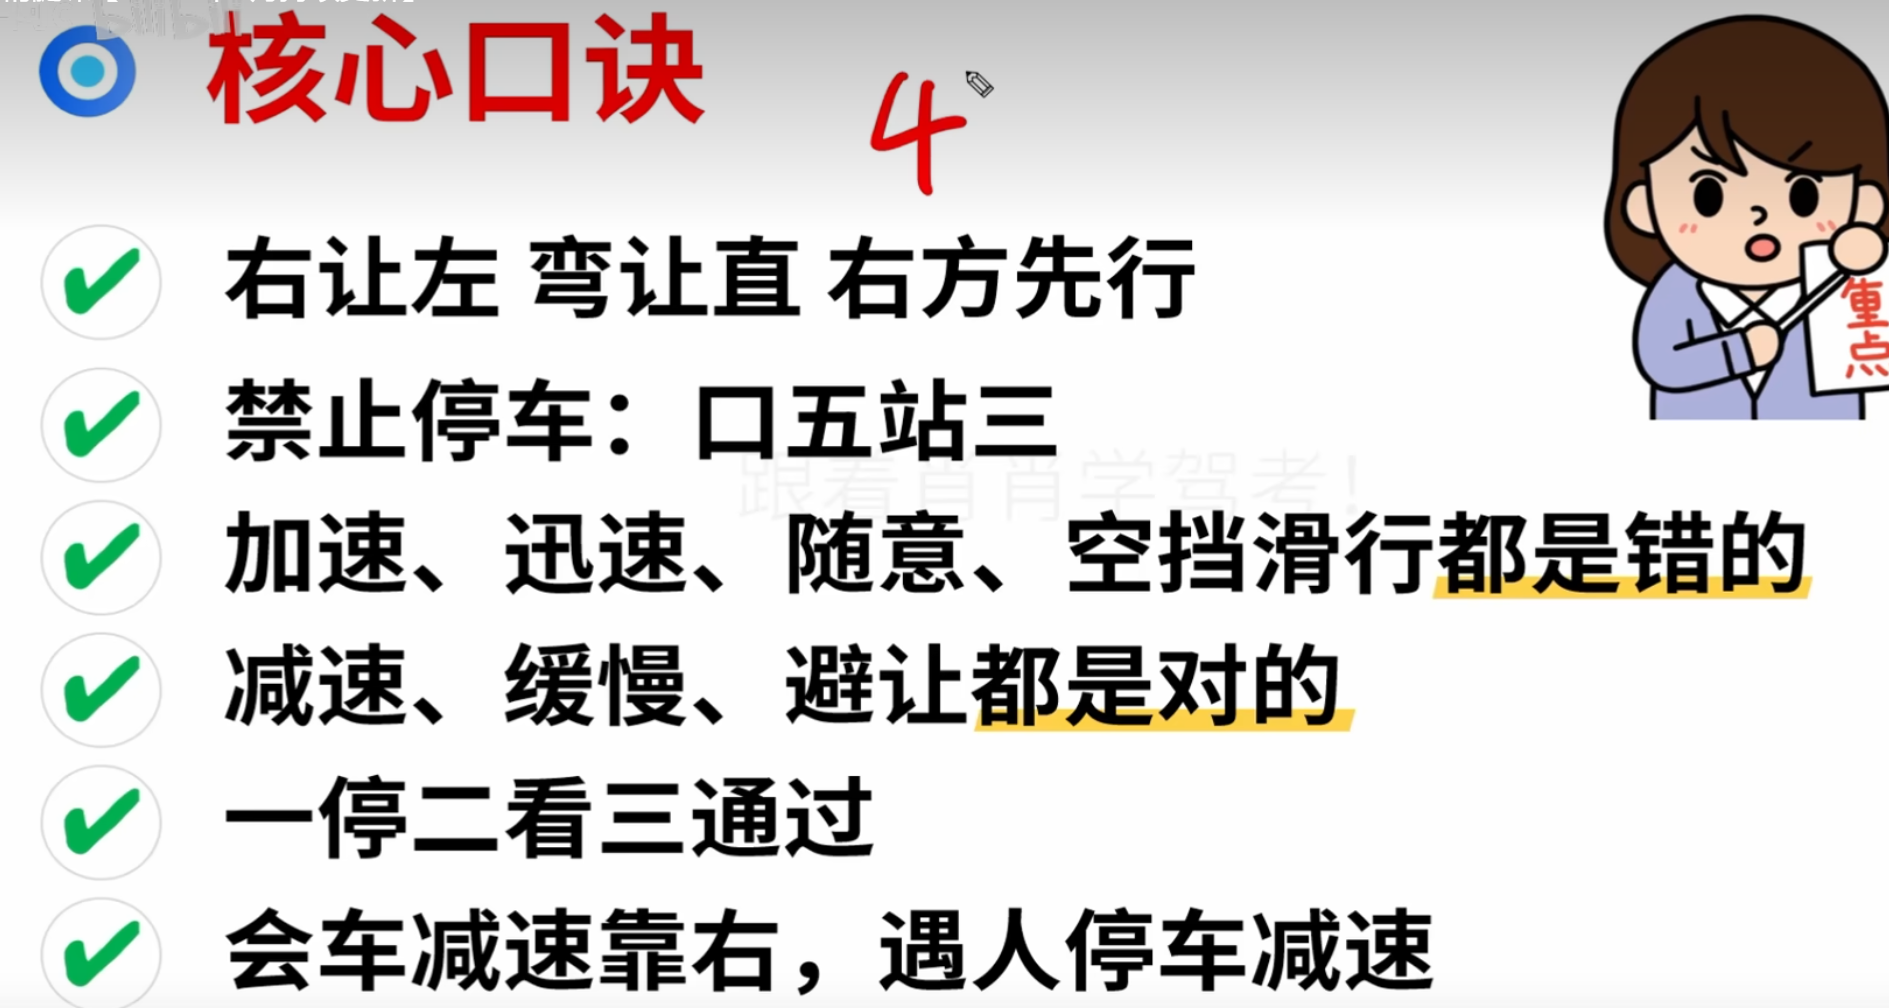 核心口诀
4
右让左 弯让直 右方先行
禁止停车：口五站三
跟着肖肖学驾考！
加速、迅速、随意、空挡滑行都是错的
减速、缓慢、避让都是对的
一停二看三通过
会车减速靠右，遇人停车减速
重点